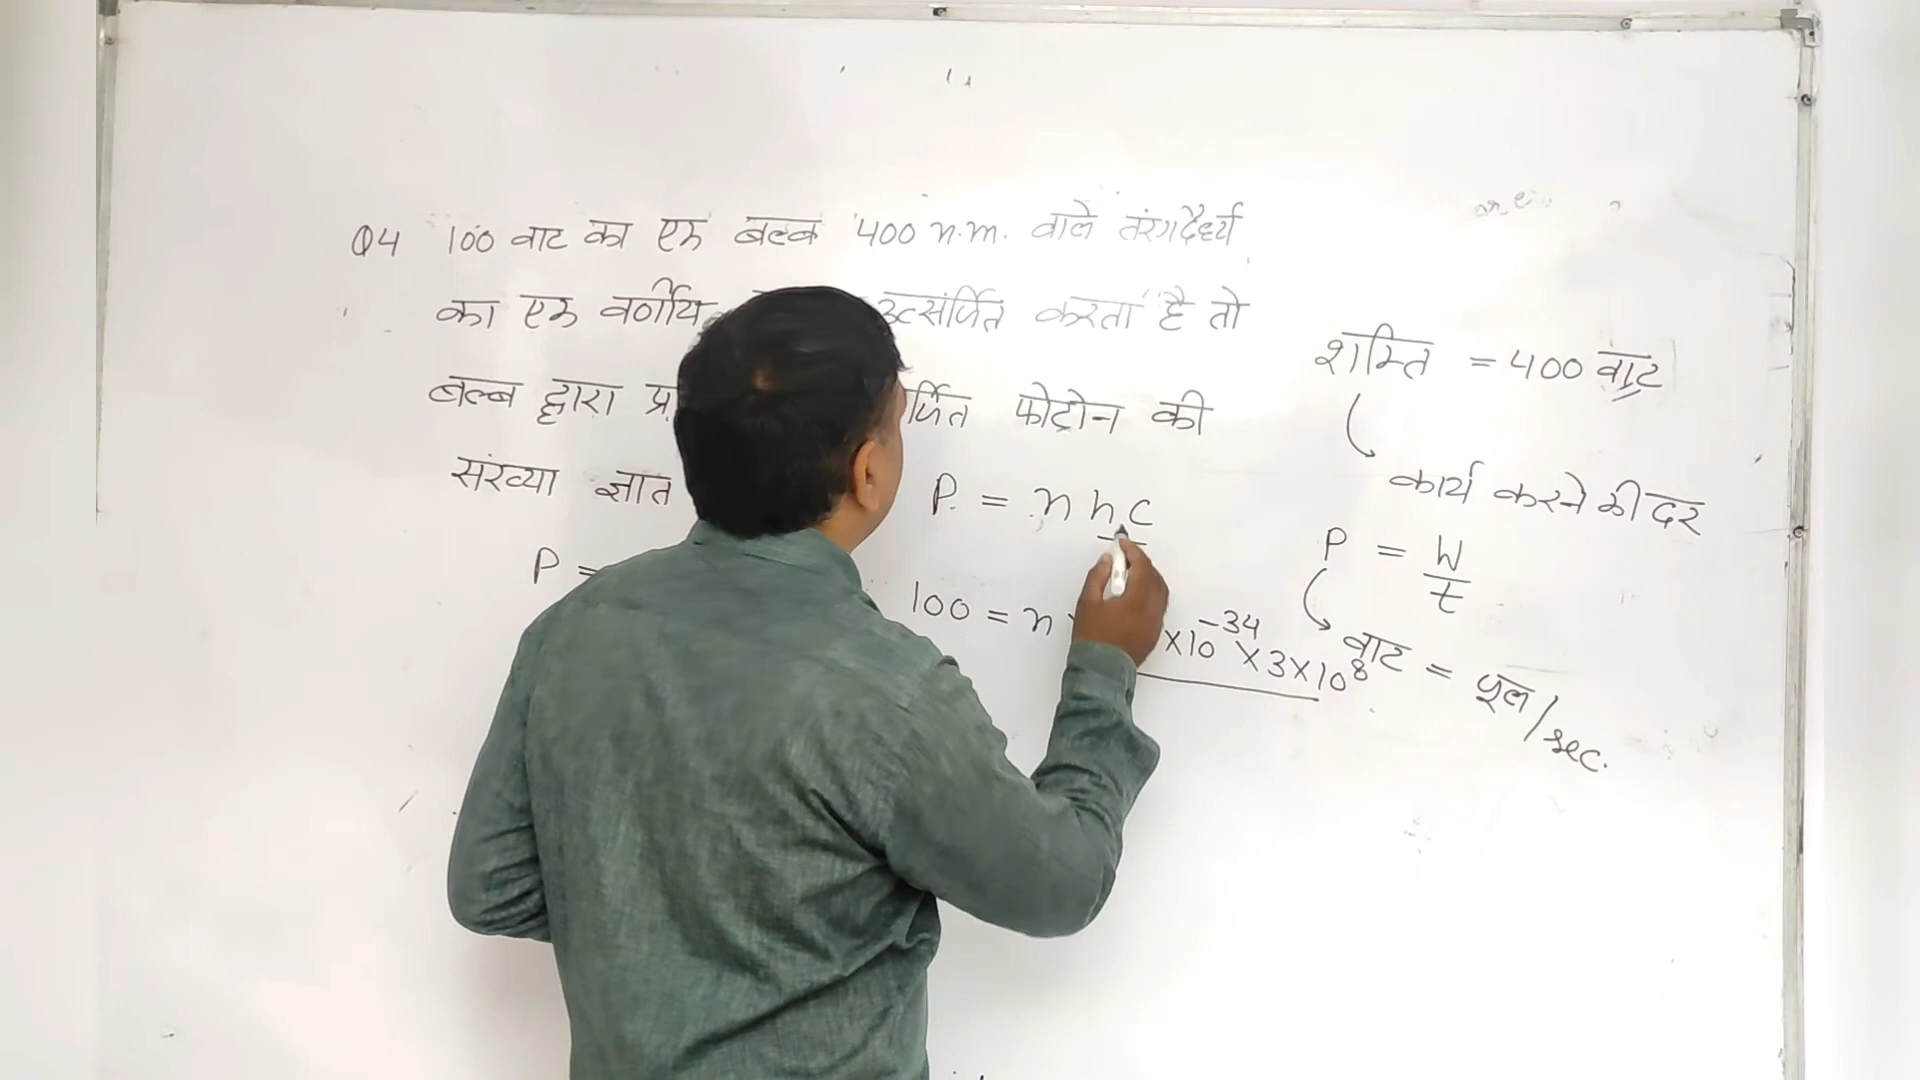 Q4 100 वाट का एक बल्ब 400 n.m. वाले तरंगदैर्ध्य
का एक वर्णीय उत्सर्जित करता है तो
बल्ब द्वारा फोटोन की
संख्या ज्ञात
P =
P = n hc
100 = n ×10⁻³⁴ ×3×10⁸
शक्ति = 400 वाट
कार्य करने की दर
P = W/t
वाट = जूल/sec.